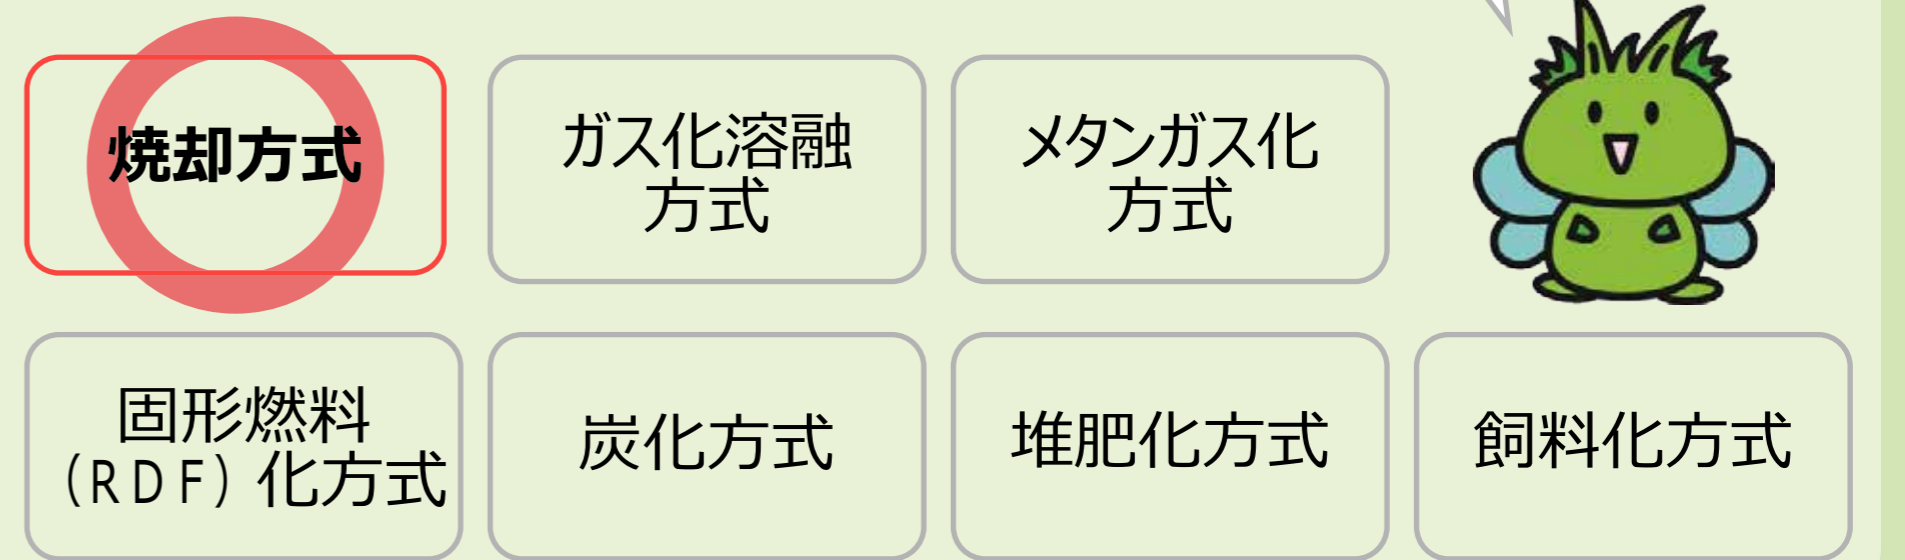 焼却方式
ガス化溶融
方式
メタンガス化
方式
固形燃料
(RDF) 化方式
炭化方式
堆肥化方式
飼料化方式